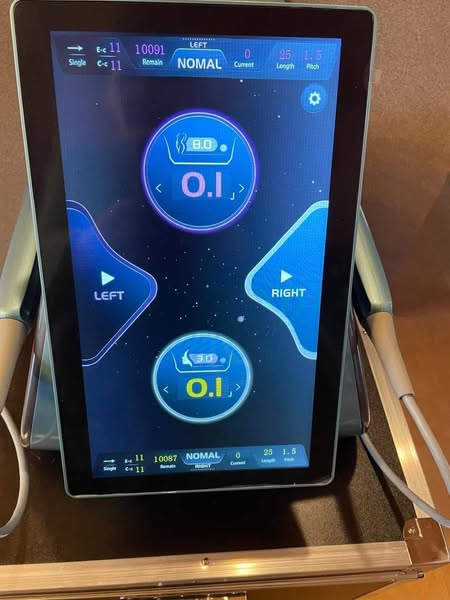 LEFT
Single E-c 11 C-c 11 10091 Remain NOMAL 0 Current 25 Length 1.5 Pitch
8.0
< 0.1 >
LEFT
RIGHT
3.0
< 0.1 >
Single E-c 11 C-c 11 10087 Remain NOMAL 0 Current 25 Length 1.5 Pitch
RIGHT